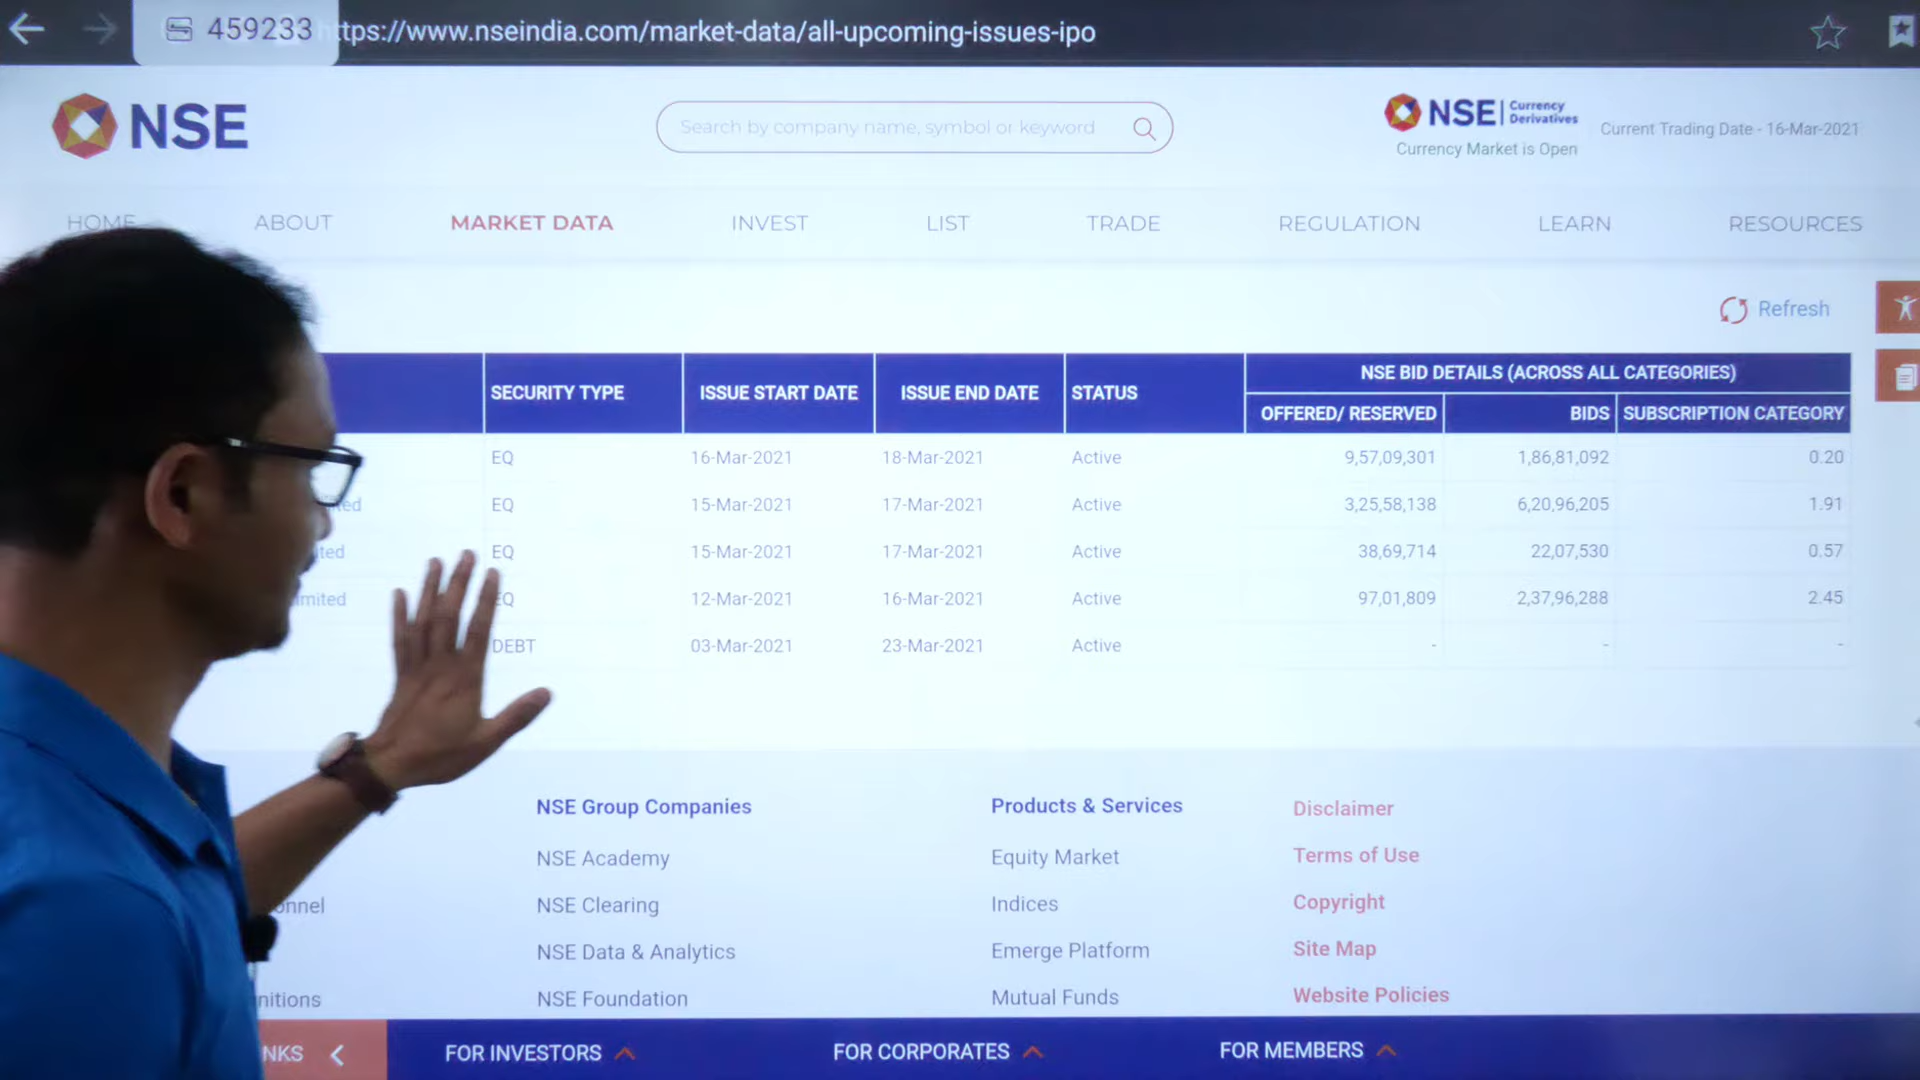 459233 ttps://www.nseindia.com/market-data/all-upcoming-issues-ipo
NSE
Search by company name, symbol or keyword
NSE Currency Derivatives
Currency Market is Open
Current Trading Date - 16-Mar-2021
HOME ABOUT MARKET DATA INVEST LIST TRADE REGULATION LEARN RESOURCES
Refresh
SECURITY TYPE ISSUE START DATE ISSUE END DATE STATUS NSE BID DETAILS (ACROSS ALL CATEGORIES)
OFFERED/ RESERVED BIDS SUBSCRIPTION CATEGORY
EQ 16-Mar-2021 18-Mar-2021 Active 9,57,09,301 1,86,81,092 0.20
EQ 15-Mar-2021 17-Mar-2021 Active 3,25,58,138 6,20,96,205 1.91
EQ 15-Mar-2021 17-Mar-2021 Active 38,69,714 22,07,530 0.57
EQ 12-Mar-2021 16-Mar-2021 Active 97,01,809 2,37,96,288 2.45
DEBT 03-Mar-2021 23-Mar-2021 Active - - -
NSE Group Companies Products & Services Disclaimer
NSE Academy Equity Market Terms of Use
onnel NSE Clearing Indices Copyright
NSE Data & Analytics Emerge Platform Site Map
nitions NSE Foundation Mutual Funds Website Policies
NKS FOR INVESTORS FOR CORPORATES FOR MEMBERS